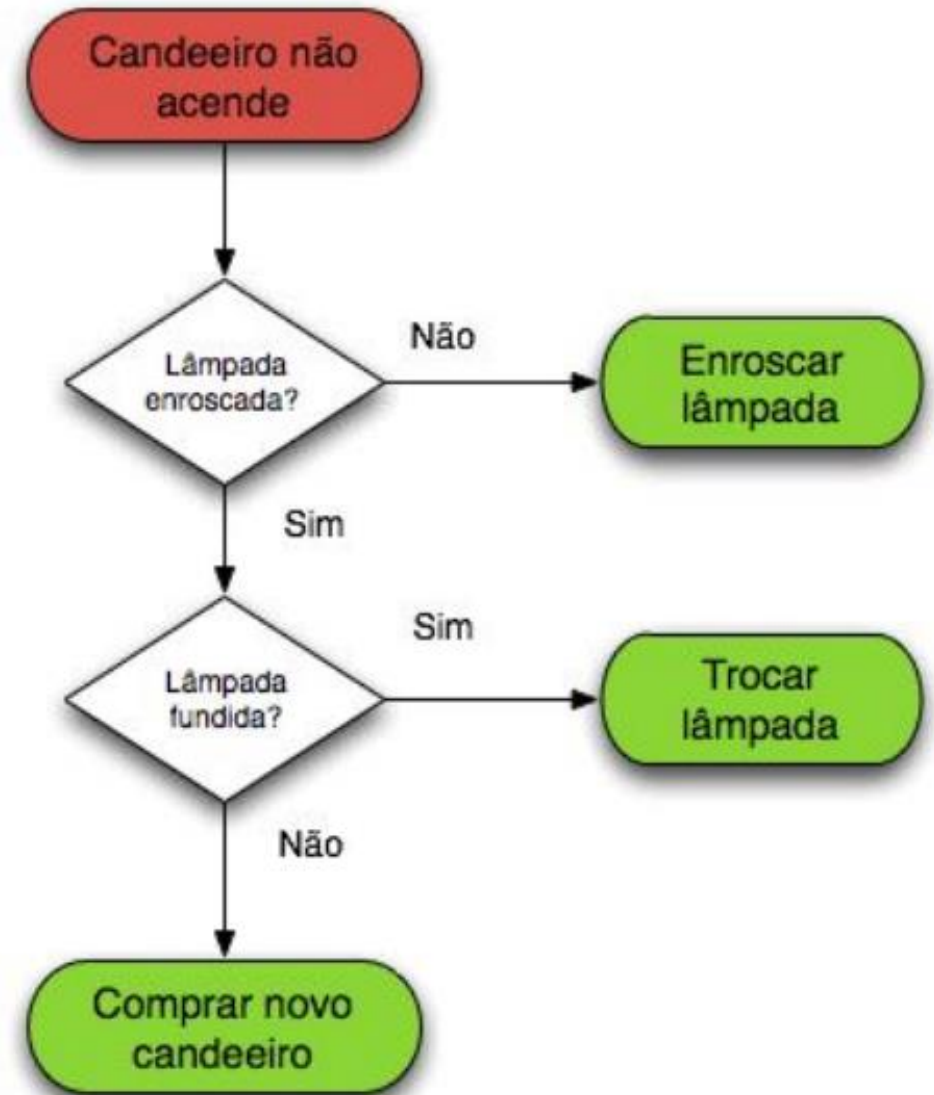 Candeeiro não
acende
Lâmpada
enroscada?
Não
Enroscar
lâmpada
Sim
Lâmpada
fundida?
Sim
Trocar
lâmpada
Não
Comprar novo
candeeiro